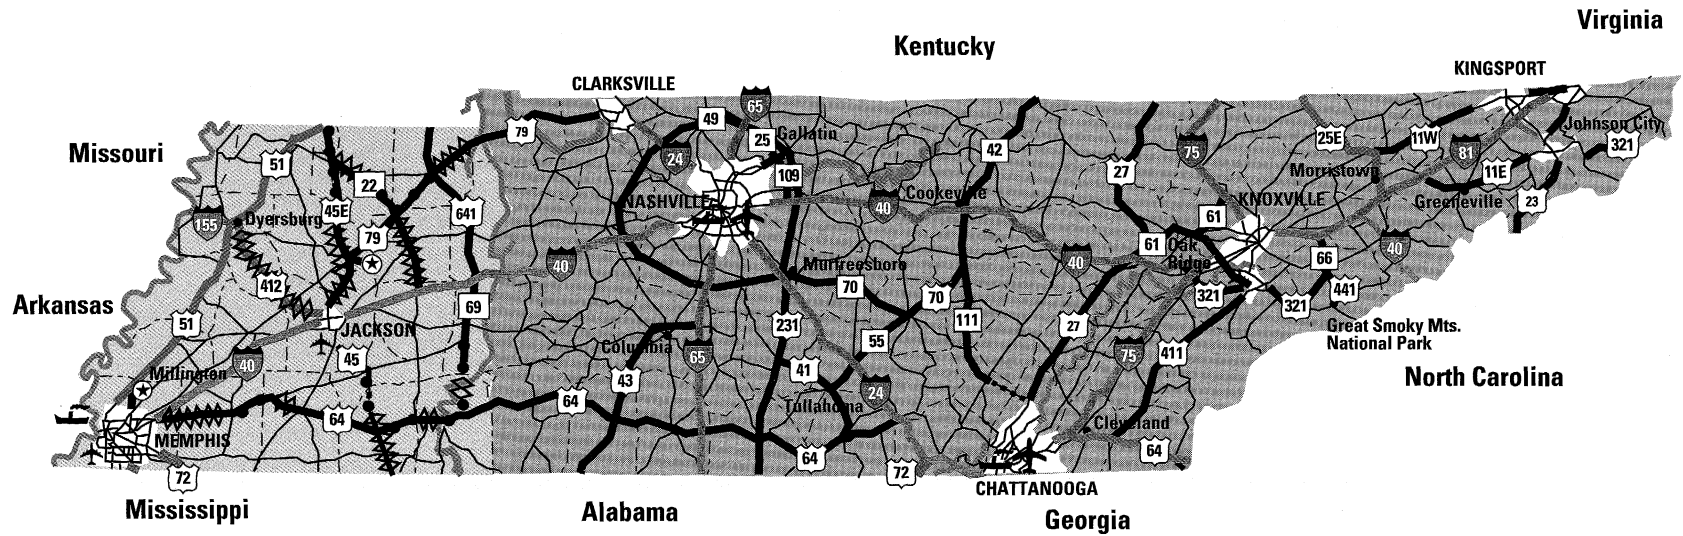 Virginia
Kentucky
KINGSPORT
CLARKSVILLE
65
49
79
25
Gallatin
Johnson City
25E
11W
321
Missouri
51
24
42
75
81
Morristown
11E
27
22
109
Cookeville
KNOXVILLE
Greeneville
23
NASHVILLE
40
155
Dyersburg
45E
641
61
79
61
Oak
Ridge
40
66
40
40
Murfreesboro
412
70
70
321
441
321
Arkansas
69
51
JACKSON
231
111
27
Great Smoky Mts.
National Park
55
Columbia
65
75
411
45
40
Millington
41
43
24
North Carolina
64
64
Tullahoma
Cleveland
MEMPHIS
64
64
72
72
CHATTANOOGA
Mississippi
Alabama
Georgia